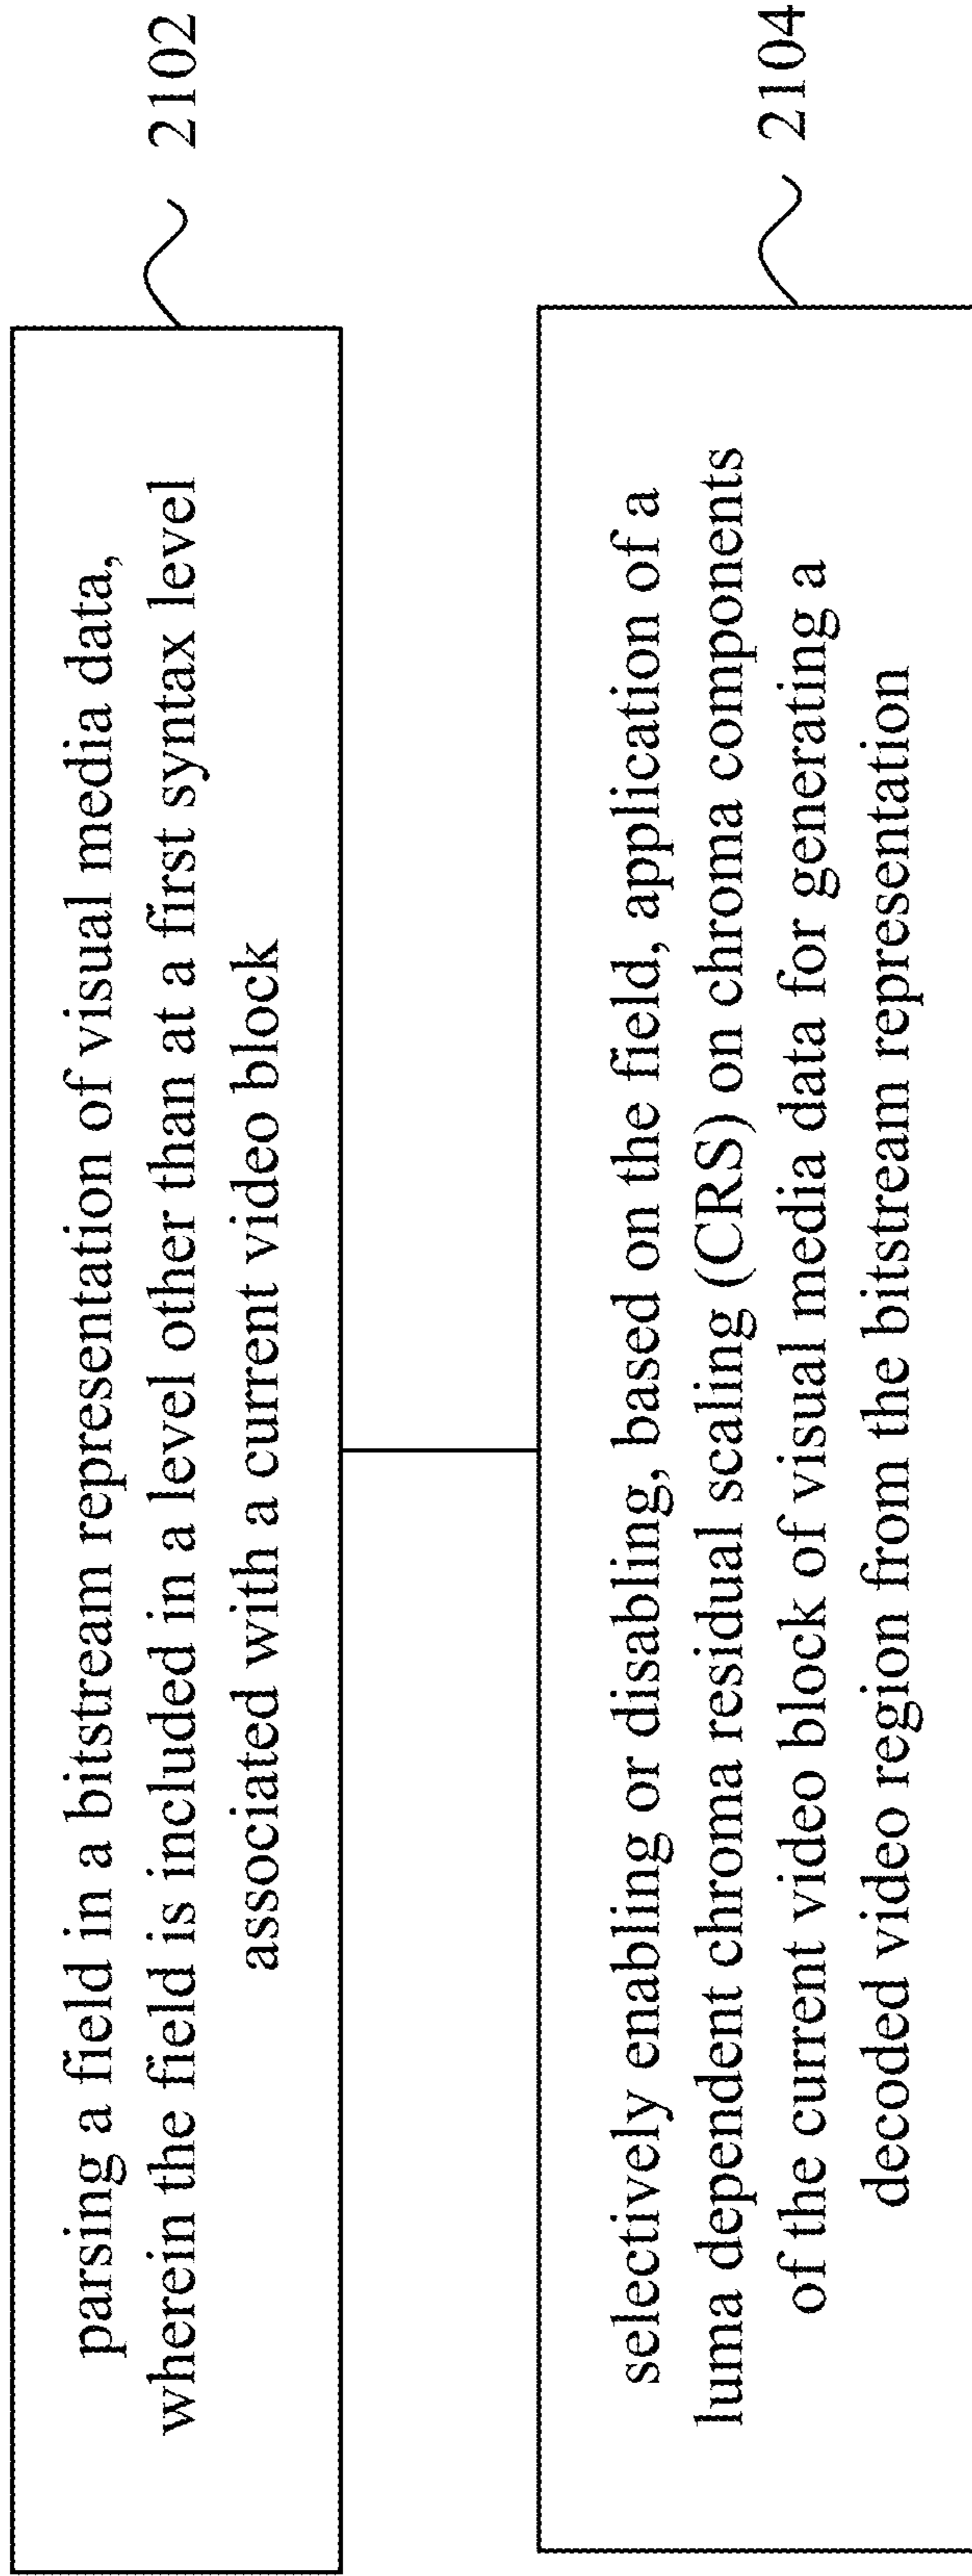 parsing a field in a bitstream representation of visual media data,
wherein the field is included in a level other than at a first syntax level
associated with a current video block
2102
selectively enabling or disabling, based on the field, application of a
luma dependent chroma residual scaling (CRS) on chroma components
of the current video block of visual media data for generating a
decoded video region from the bitstream representation
2104